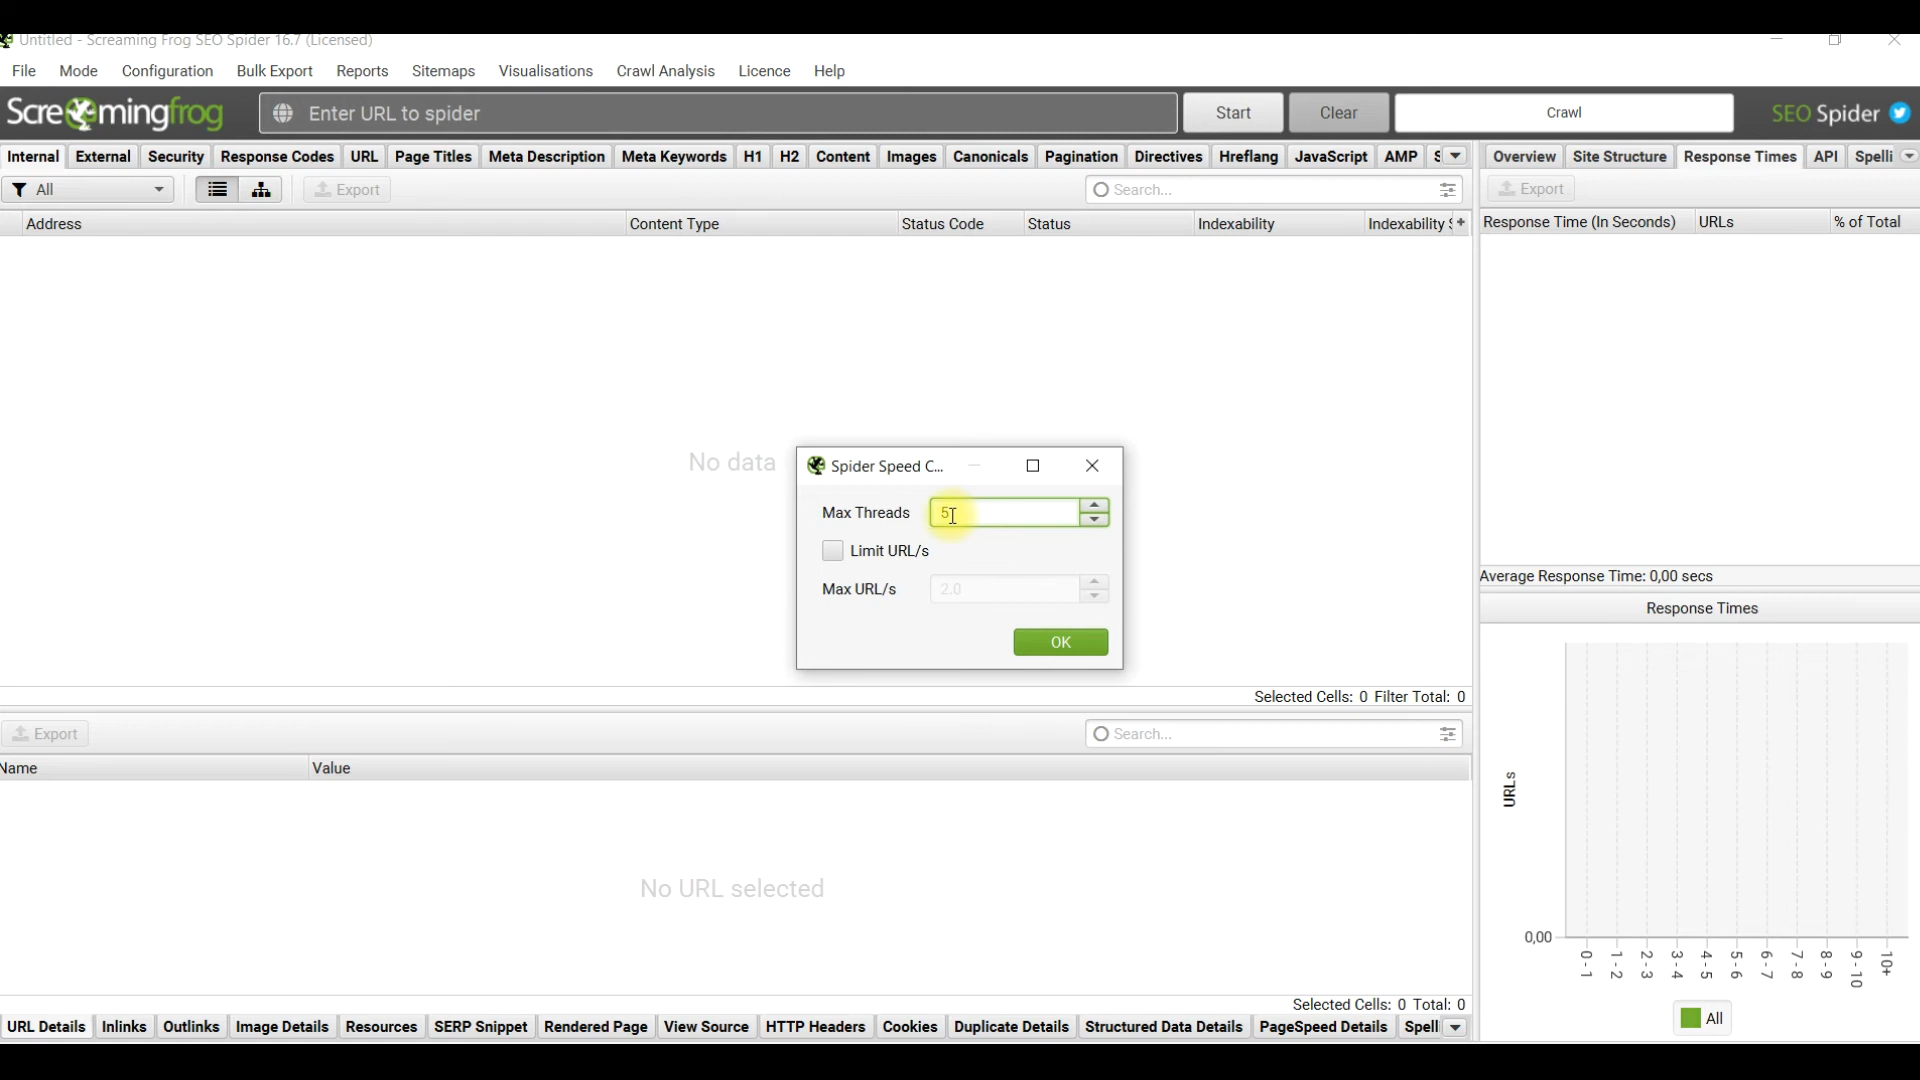 Untitled - Screaming Frog SEO Spider 16.7 (Licensed)
File Mode Configuration Bulk Export Reports Sitemaps Visualisations Crawl Analysis Licence Help
Screamingfrog Enter URL to spider Start Clear Crawl SEO Spider
Internal External Security Response Codes URL Page Titles Meta Description Meta Keywords H1 H2 Content Images Canonicals Pagination Directives Hreflang JavaScript AMP S Overview Site Structure Response Times API Spelli
All Export Search... Export
Address Content Type Status Code Status Indexability Indexability + Response Time (In Seconds) URLs % of Total
No data
Spider Speed C...
Max Threads 5
Limit URL/s
Max URL/s 2.0
OK
Average Response Time: 0,00 secs
Response Times
Selected Cells: 0 Filter Total: 0
Export Search...
Name Value
No URL selected
URLs
0,00
0-1 1-2 2-3 3-4 4-5 5-6 6-7 7-8 8-9 9-10 10+
All
Selected Cells: 0 Total: 0
URL Details Inlinks Outlinks Image Details Resources SERP Snippet Rendered Page View Source HTTP Headers Cookies Duplicate Details Structured Data Details PageSpeed Details Spell